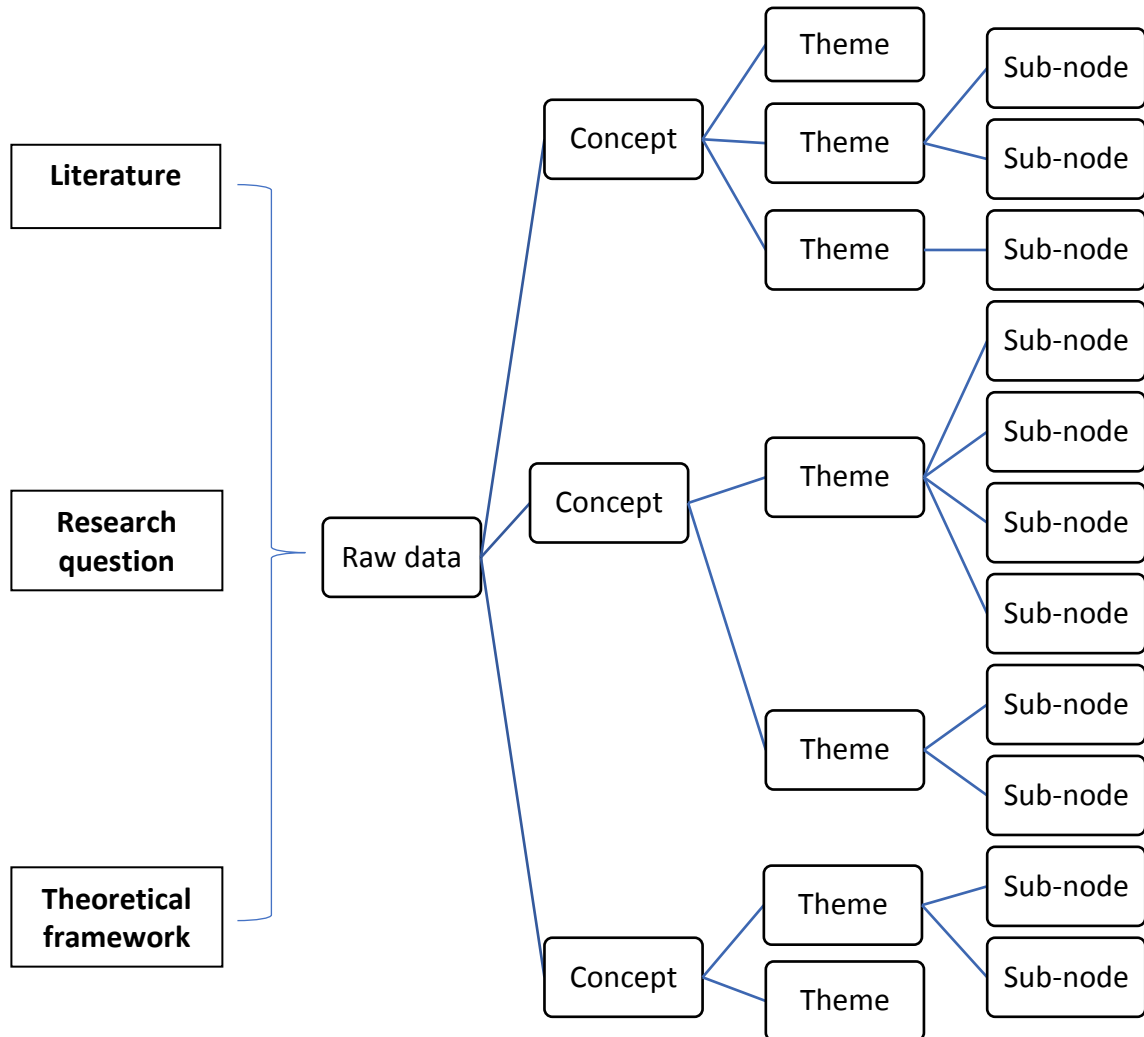 Literature
Research
question
Theoretical
framework
Raw data
Concept
Theme
Theme
Sub-node
Sub-node
Theme
Sub-node
Concept
Theme
Sub-node
Sub-node
Sub-node
Sub-node
Theme
Sub-node
Sub-node
Concept
Theme
Sub-node
Sub-node
Theme